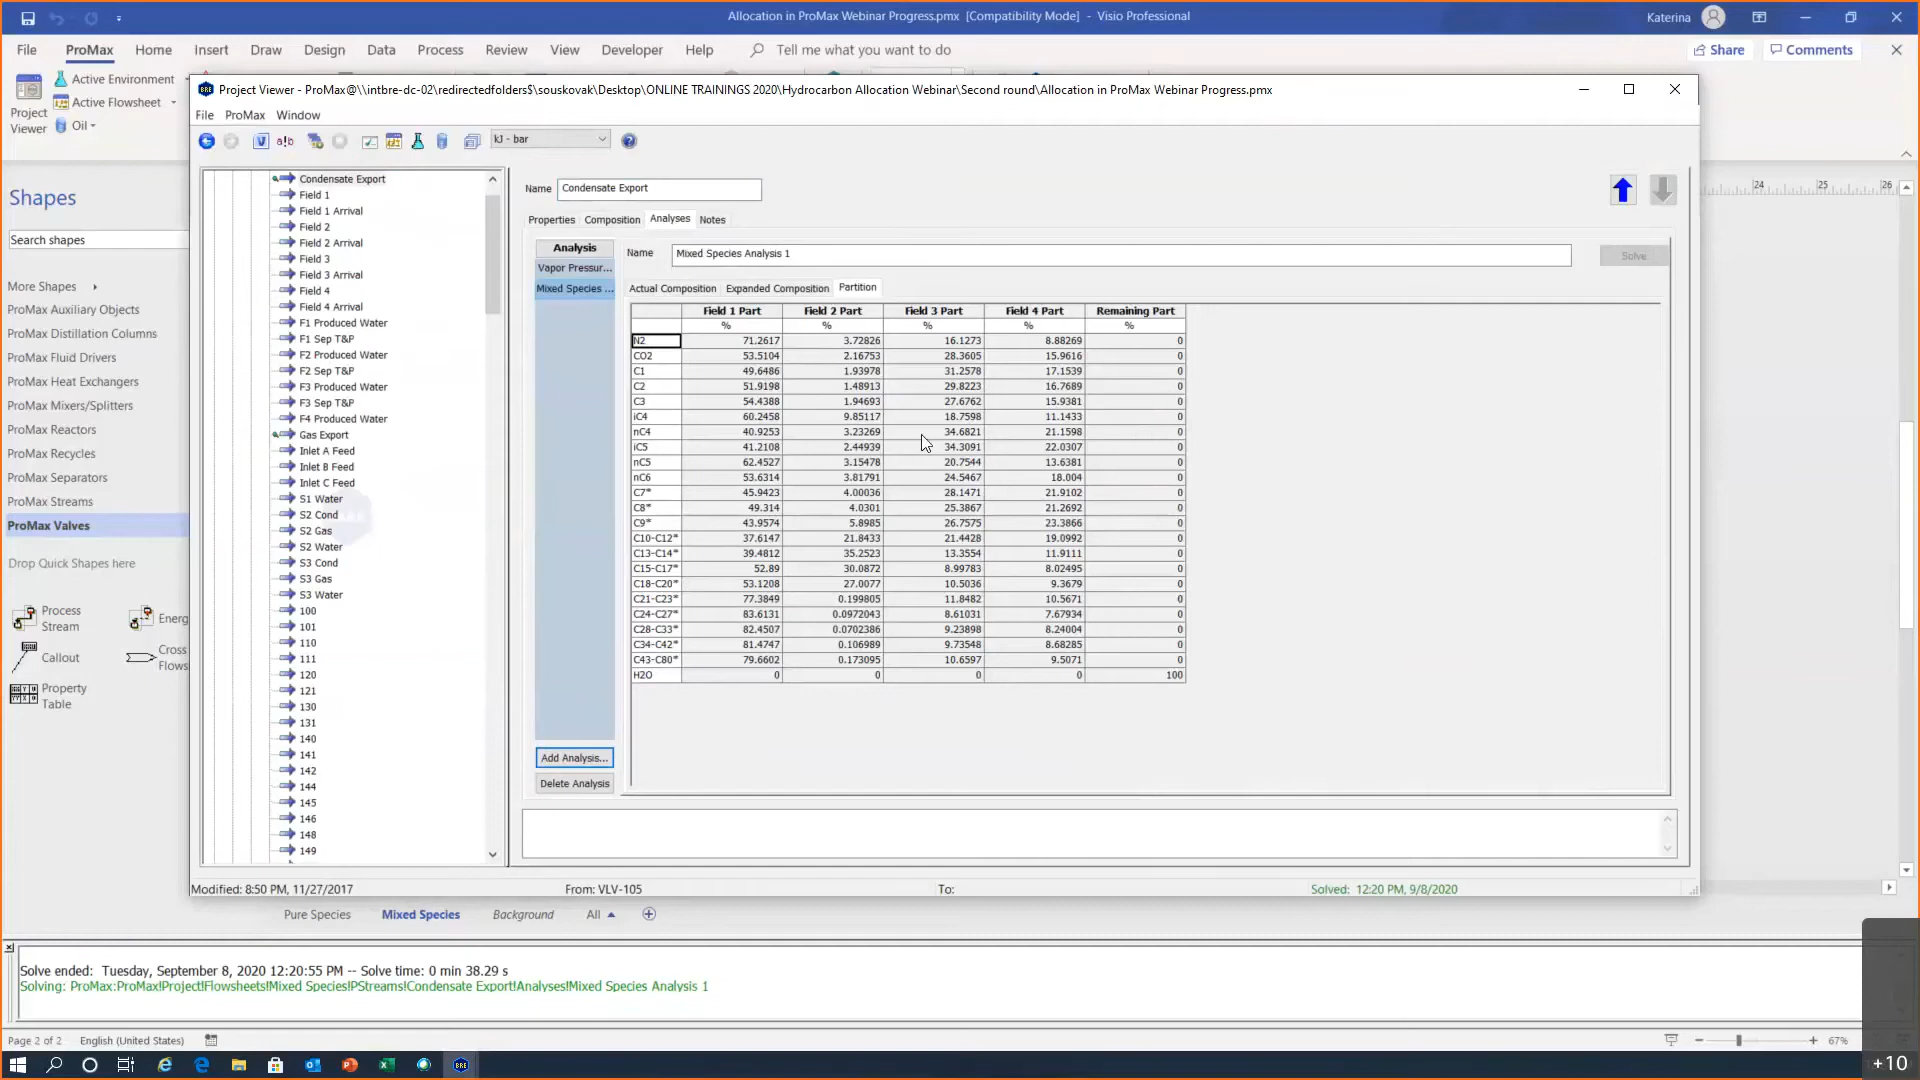 Allocation in ProMax Webinar Progress.pmx [Compatibility Mode] - Visio Professional
Katerina
File ProMax Home Insert Draw Design Data Process Review View Developer Help Tell me what you want to do
Share Comments
Active Environment
Active Flowsheet
Oil
Project
Viewer
Project Viewer - ProMax@\\intbre-dc-02\redirectedfolders$\souskovak\Desktop\ONLINE TRAININGS 2020\Hydrocarbon Allocation Webinar\Second round\Allocation in ProMax Webinar Progress.pmx
File ProMax Window
kJ - bar
Shapes
Search shapes
More Shapes
ProMax Auxiliary Objects
ProMax Distillation Columns
ProMax Fluid Drivers
ProMax Heat Exchangers
ProMax Mixers/Splitters
ProMax Reactors
ProMax Recycles
ProMax Separators
ProMax Streams
ProMax Valves
Drop Quick Shapes here
Process
Stream
Energ
Callout
Cross
Flows
Property
Table
Condensate Export
Field 1
Field 1 Arrival
Field 2
Field 2 Arrival
Field 3
Field 3 Arrival
Field 4
Field 4 Arrival
F1 Produced Water
F1 Sep T&P
F2 Produced Water
F2 Sep T&P
F3 Produced Water
F3 Sep T&P
F4 Produced Water
Gas Export
Inlet A Feed
Inlet B Feed
Inlet C Feed
S1 Water
S2 Cond
S2 Gas
S2 Water
S3 Cond
S3 Gas
S3 Water
100
101
110
111
120
121
130
131
140
141
142
144
145
146
148
149
Name Condensate Export
Properties Composition Analyses Notes
Analysis
Vapor Pressur...
Mixed Species ...
Add Analysis...
Delete Analysis
Name Mixed Species Analysis 1
Solve
Actual Composition Expanded Composition Partition
Field 1 Part Field 2 Part Field 3 Part Field 4 Part Remaining Part
% % % % %
N2 71.2617 3.72826 16.1273 8.88269 0
CO2 53.5104 2.16753 28.3605 15.9616 0
C1 49.6486 1.93978 31.2578 17.1539 0
C2 51.9198 1.48913 29.8223 16.7689 0
C3 54.4388 1.94693 27.6762 15.9381 0
iC4 60.2458 9.85117 18.7598 11.1433 0
nC4 40.9253 3.23269 34.6821 21.1598 0
iC5 41.2108 2.44939 34.3091 22.0307 0
nC5 62.4527 3.15478 20.7544 13.6381 0
nC6 53.6314 3.81791 24.5467 18.004 0
C7* 45.9423 4.00036 28.1471 21.9102 0
C8* 49.314 4.0301 25.3867 21.2692 0
C9* 43.9574 5.8985 26.7575 23.3866 0
C10-C12* 37.6147 21.8433 21.4428 19.0992 0
C13-C14* 39.4812 35.2523 13.3554 11.9111 0
C15-C17* 52.89 30.0872 8.99783 8.02495 0
C18-C20* 53.1208 27.0077 10.5036 9.3679 0
C21-C23* 77.3849 0.199805 11.8482 10.5671 0
C24-C27* 83.6131 0.0972043 8.61031 7.67934 0
C28-C33* 82.4507 0.0702386 9.23898 8.24004 0
C34-C42* 81.4747 0.106989 9.73548 8.68285 0
C43-C80* 79.6602 0.173095 10.6597 9.5071 0
H2O 0 0 0 0 100
24 25 26
Modified: 8:50 PM, 11/27/2017 From: VLV-105 To: Solved: 12:20 PM, 9/8/2020
Pure Species Mixed Species Background All
Solve ended: Tuesday, September 8, 2020 12:20:55 PM -- Solve time: 0 min 38.29 s
Solving: ProMax:ProMax!Project!Flowsheets!Mixed Species!PStreams!Condensate Export!Analyses!Mixed Species Analysis 1
Page 2 of 2 English (United States) 67%
+10